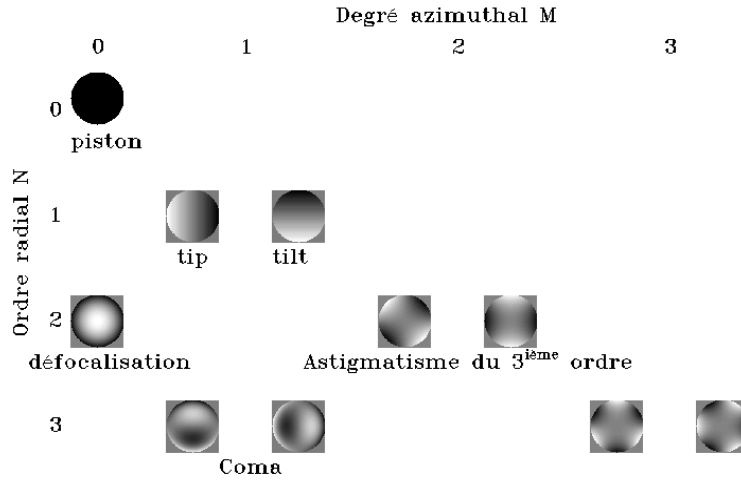 Degré azimuthal M
0 1 2 3
Ordre radial N
0
piston
1
tip tilt
2
défocalisation Astigmatisme du 3ième ordre
3
Coma